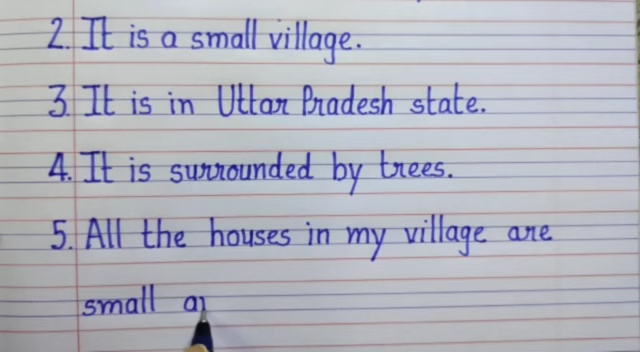 2. It is a small village.
3. It is in Uttar Pradesh state.
4. It is surrounded by trees.
5. All the houses in my village are
small